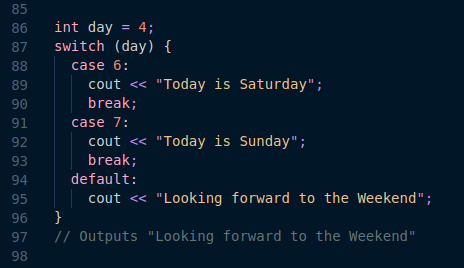 85
86 int day = 4;
87 switch (day) {
88   case 6:
89     cout << "Today is Saturday";
90     break;
91   case 7:
92     cout << "Today is Sunday";
93     break;
94   default:
95     cout << "Looking forward to the Weekend";
96 }
97 // Outputs "Looking forward to the Weekend"
98